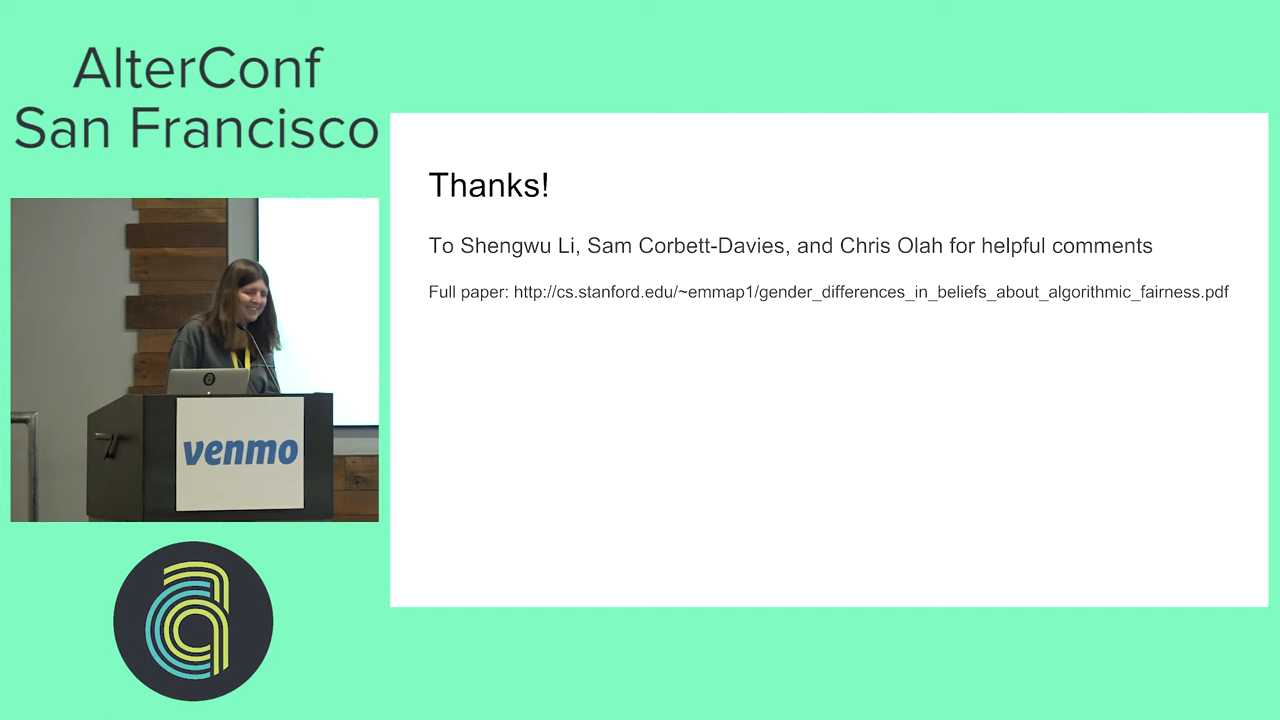 AlterConf
San Francisco
Thanks!
To Shengwu Li, Sam Corbett-Davies, and Chris Olah for helpful comments
Full paper: http://cs.stanford.edu/~emmap1/gender_differences_in_beliefs_about_algorithmic_fairness.pdf
venmo